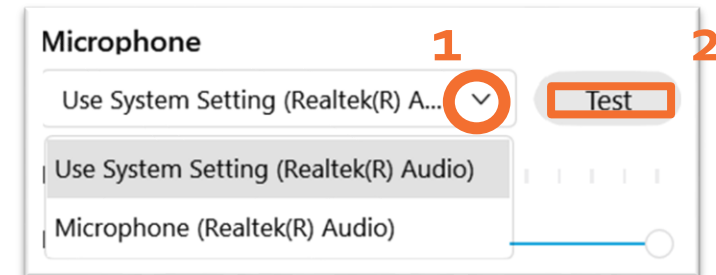 Microphone
1
2
Use System Setting (Realtek(R) A...
Test
Use System Setting (Realtek(R) Audio)
Microphone (Realtek(R) Audio)